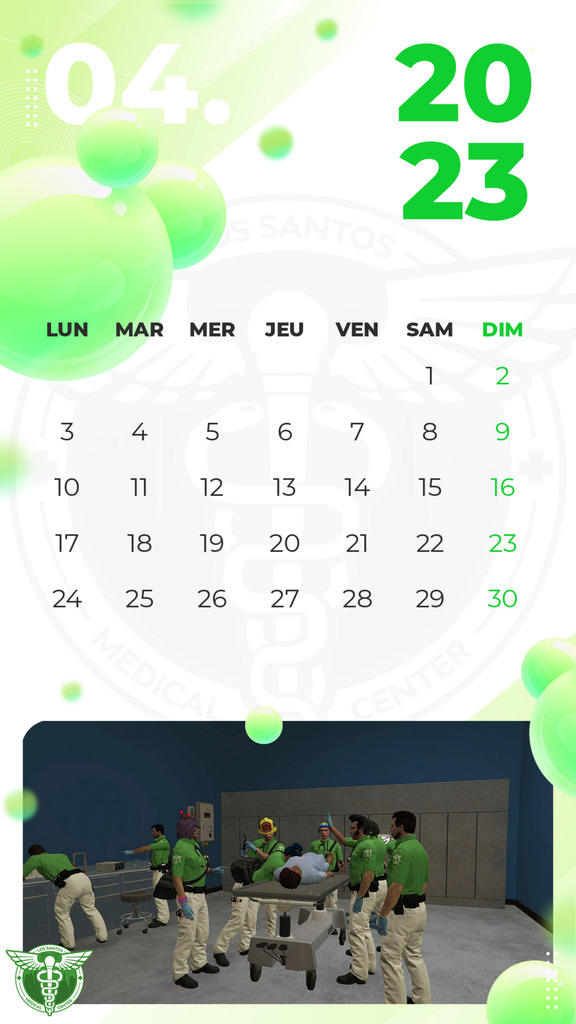 04.
20
23
LOS SANTOS
LUN MAR MER JEU VEN SAM DIM
1 2
3 4 5 6 7 8 9
10 11 12 13 14 15 16
17 18 19 20 21 22 23
24 25 26 27 28 29 30
MEDICAL CENTER
LOS SANTOS
MEDICAL CENTER